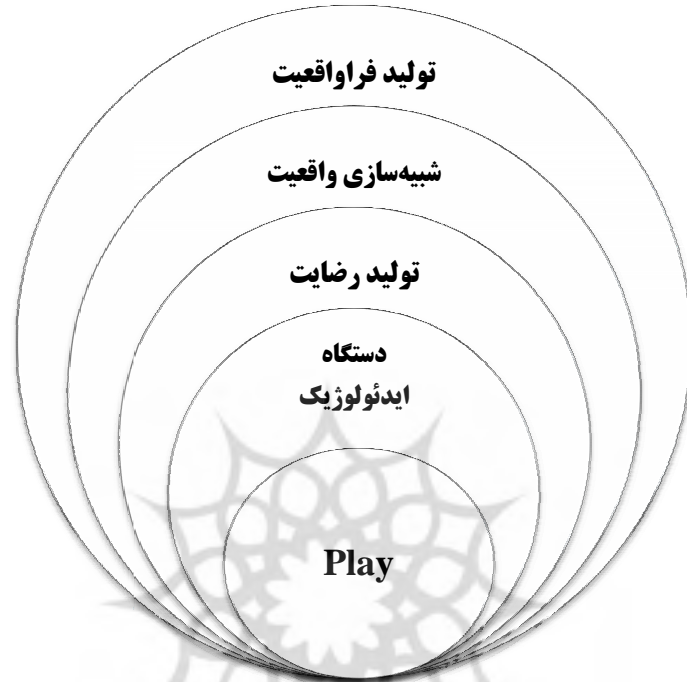 تولید فراواقعیت
شبیه‌سازی واقعیت
تولید رضایت
دستگاه
ایدئولوژیک
Play